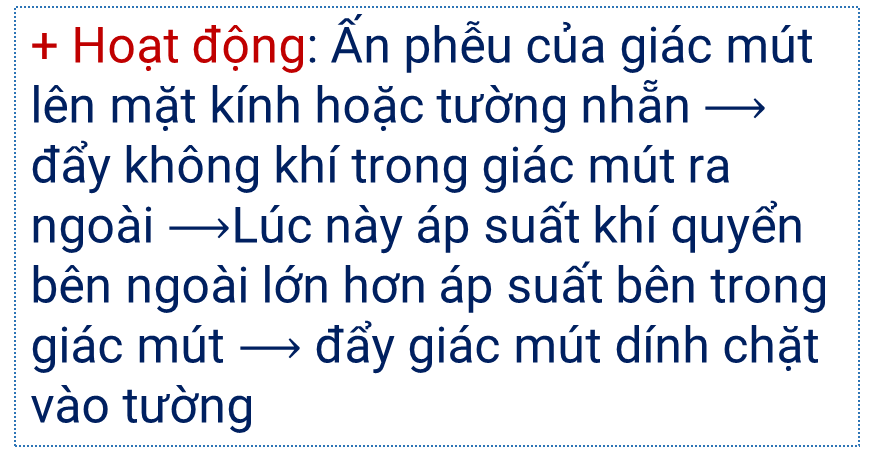 + Hoạt động: Ấn phễu của giác mút
lên mặt kính hoặc tường nhẵn ⟶
đẩy không khí trong giác mút ra
ngoài ⟶Lúc này áp suất khí quyển
bên ngoài lớn hơn áp suất bên trong
giác mút ⟶ đẩy giác mút dính chặt
vào tường